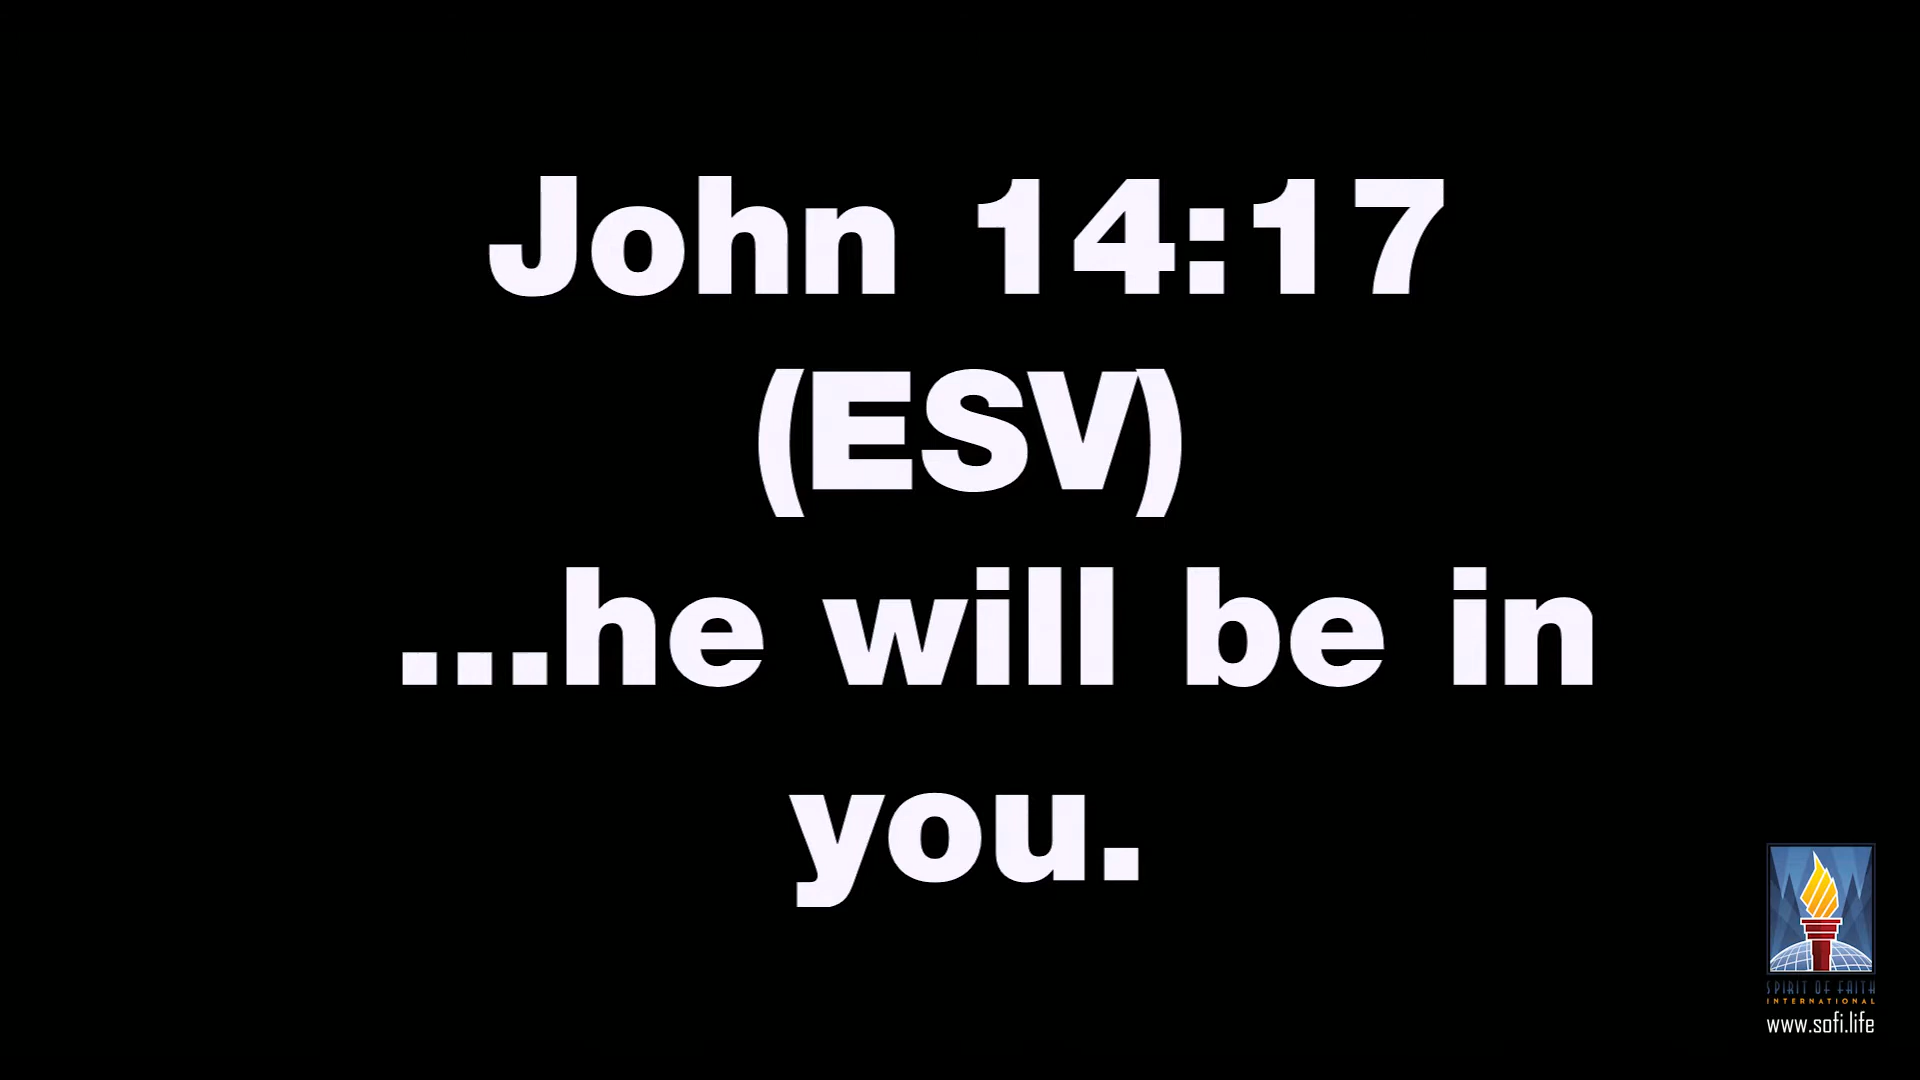 John 14:17
(ESV)
...he will be in
you.
SPIRIT OF FAITH
INTERNATIONAL
www.sofi.life